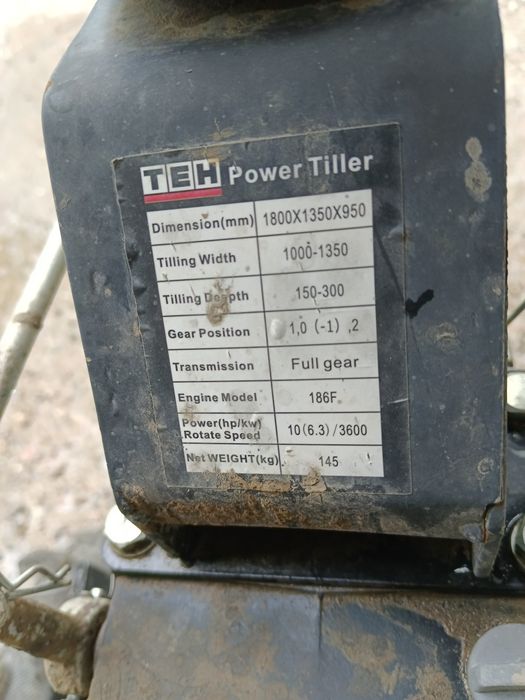 TEH Power Tiller
Dimension(mm) 1800X1350X950
Tilling Width 1000-1350
Tilling Deapth 150-300
Gear Position 1,0 (-1) ,2
Transmission Full gear
Engine Model 186F
Power(hp/kw) 10(6.3)/3600
Rotate Speed
Net WEIGHT(kg) 145